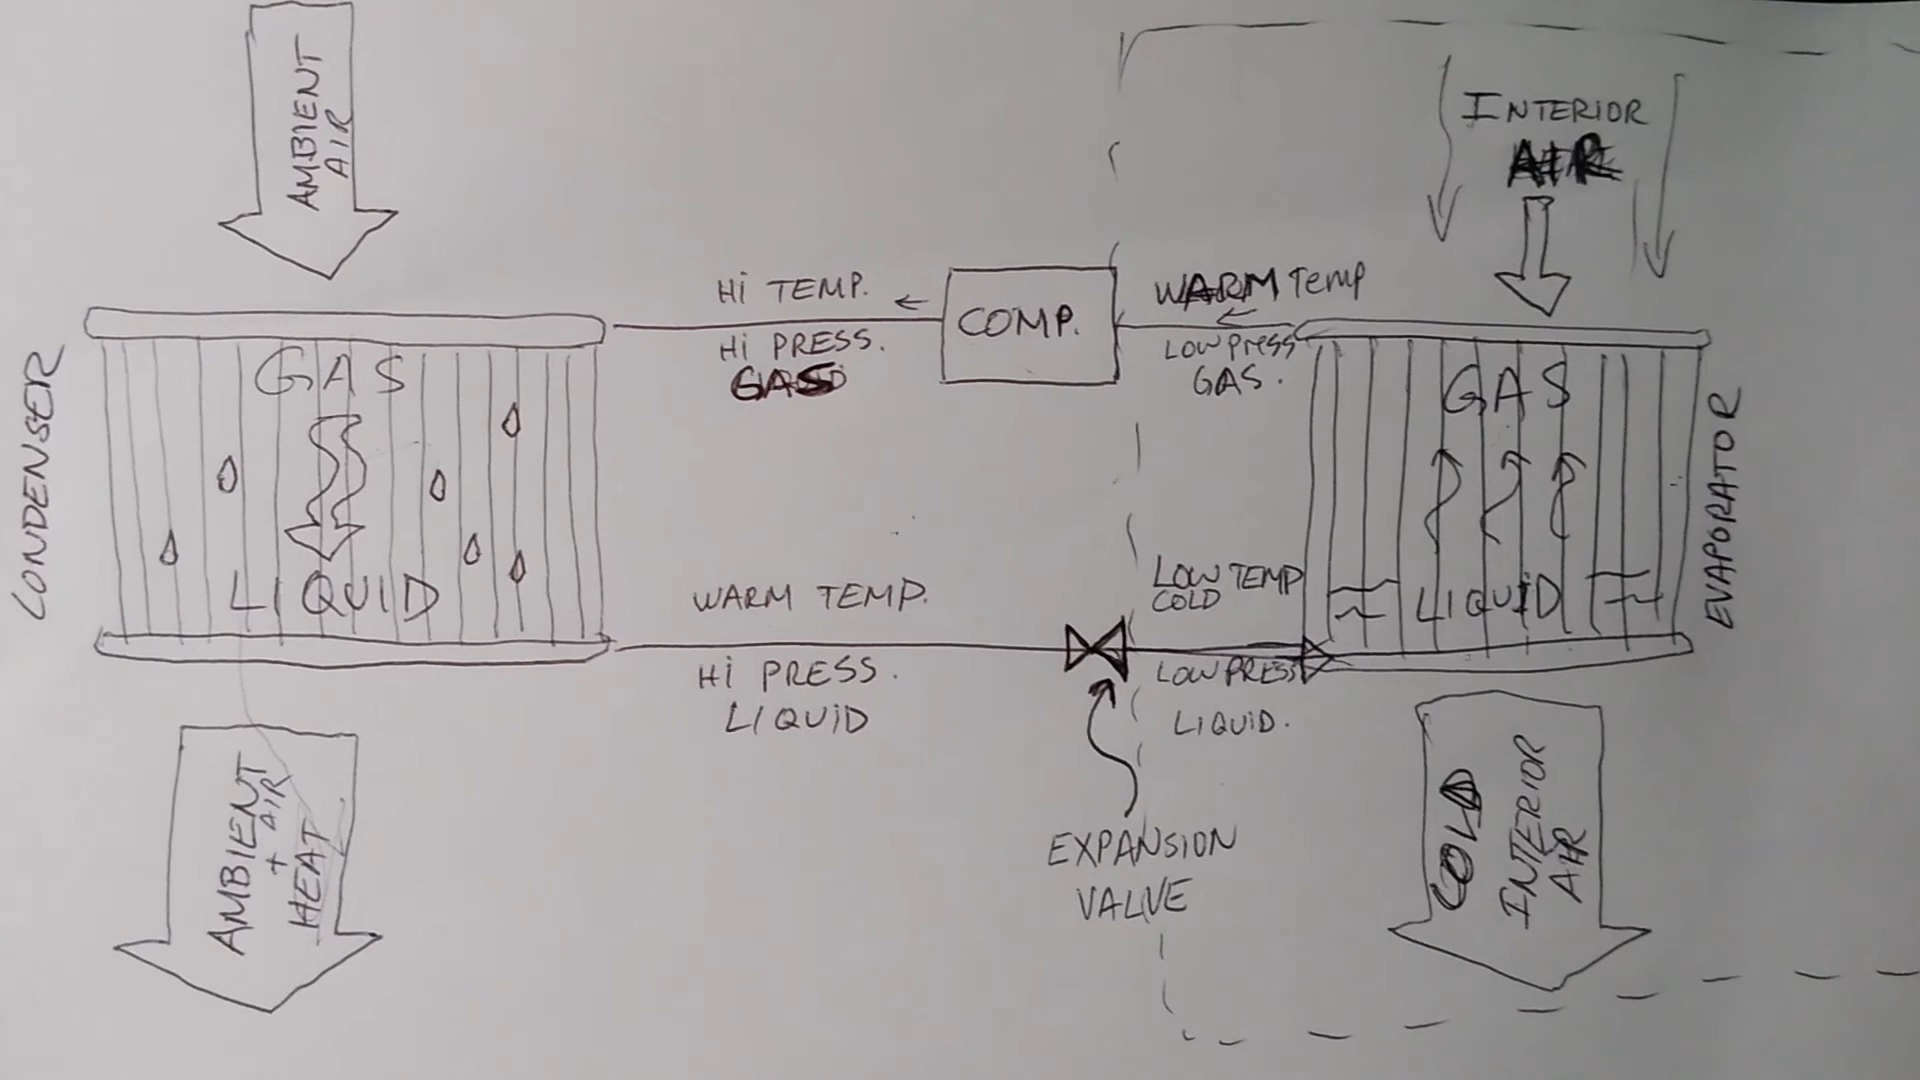 AMBIENT
AIR
INTERIOR
AIR
HI TEMP.
HI PRESS.
GAS
COMP.
WARM TEMP
LOW PRESS
GAS.
CONDENSER
GAS
LIQUID
GAS
LIQUID
EVAPORATOR
WARM TEMP.
HI PRESS.
LIQUID
LOW TEMP
COLD
LOW PRESS
LIQUID.
EXPANSION
VALVE
AMBIENT
AIR
+
HEAT
COLD
INTERIOR
AIR